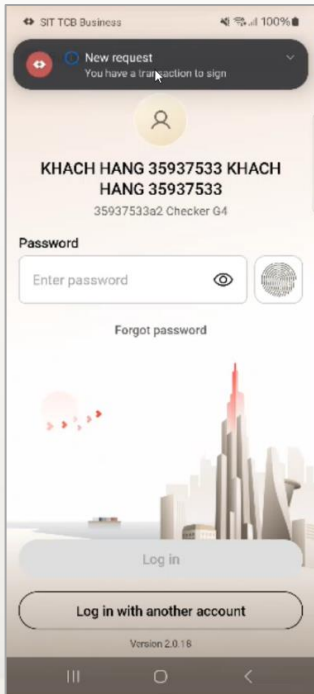 SIT TCB Business
100%
New request
You have a transaction to sign
KHACH HANG 35937533 KHACH
HANG 35937533
35937533a2 Checker G4
Password
Enter password
Forgot password
Log in
Log in with another account
Version 2.0.18